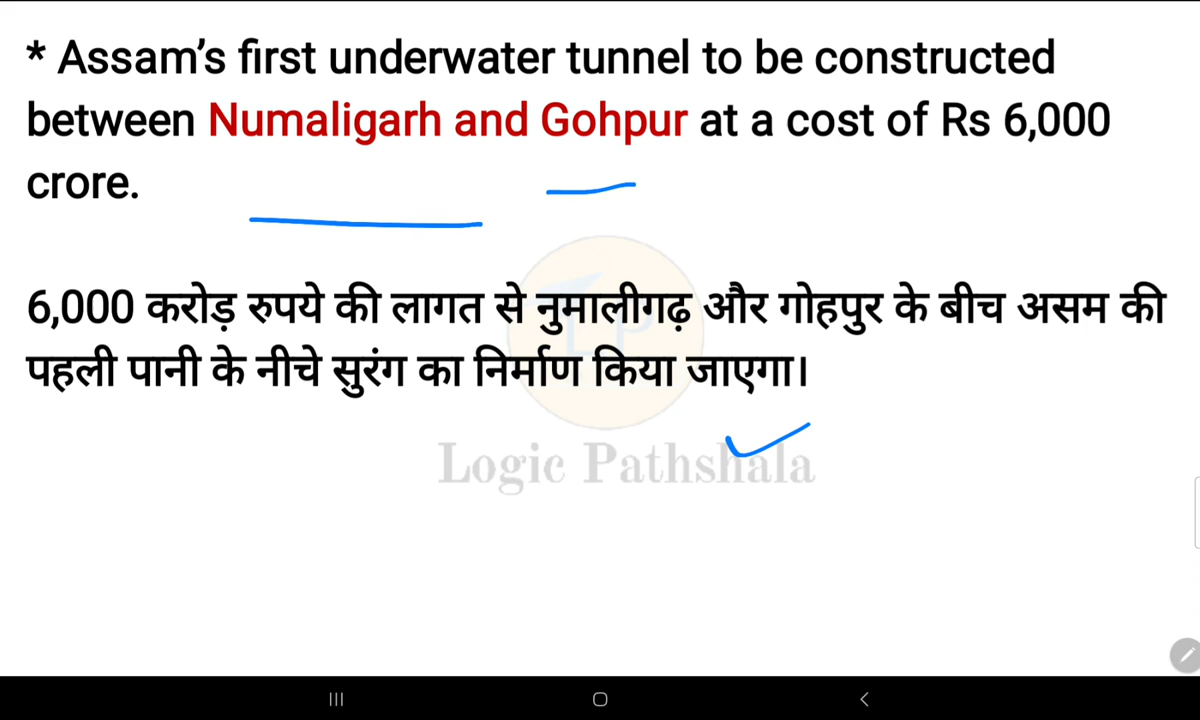 * Assam’s first underwater tunnel to be constructed
between Numaligarh and Gohpur at a cost of Rs 6,000
crore.
6,000 करोड़ रुपये की लागत से नुमालीगढ़ और गोहपुर के बीच असम की
पहली पानी के नीचे सुरंग का निर्माण किया जाएगा।
LP
Logic Pathshala